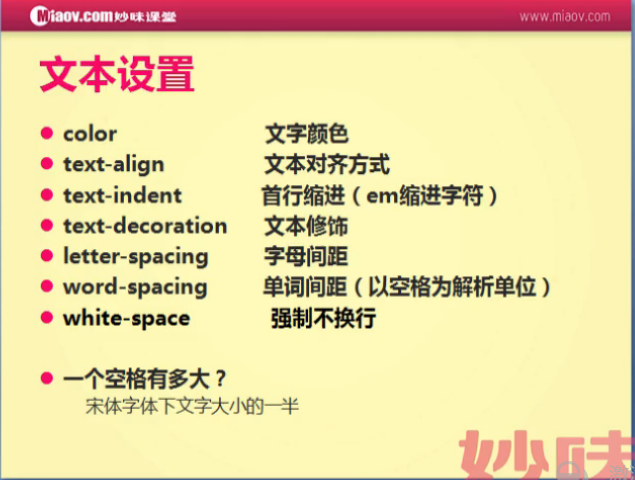 Miaov.com妙味课堂 www.miaov.com
文本设置
color 文字颜色
text-align 文本对齐方式
text-indent 首行缩进（em缩进字符）
text-decoration 文本修饰
letter-spacing 字母间距
word-spacing 单词间距（以空格为解析单位）
white-space 强制不换行
一个空格有多大？
宋体字体下文字大小的一半
妙味